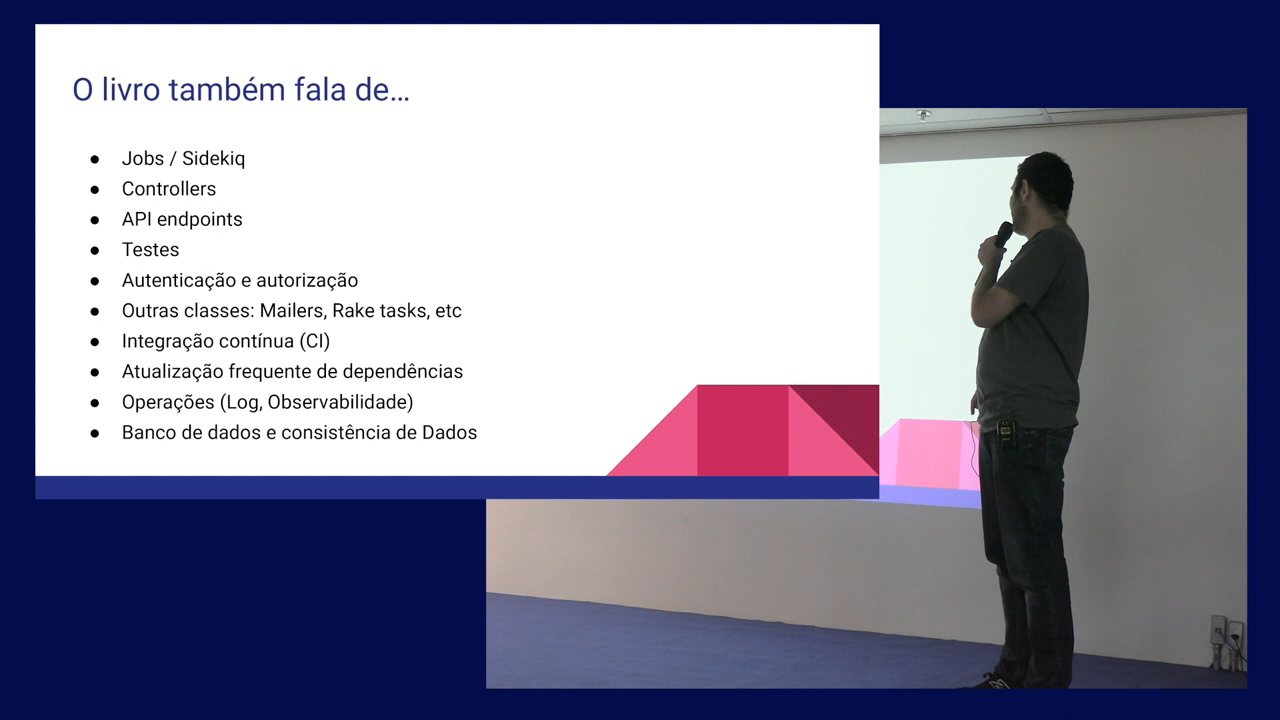 O livro também fala de...
● Jobs / Sidekiq
● Controllers
● API endpoints
● Testes
● Autenticação e autorização
● Outras classes: Mailers, Rake tasks, etc
● Integração contínua (CI)
● Atualização frequente de dependências
● Operações (Log, Observabilidade)
● Banco de dados e consistência de Dados